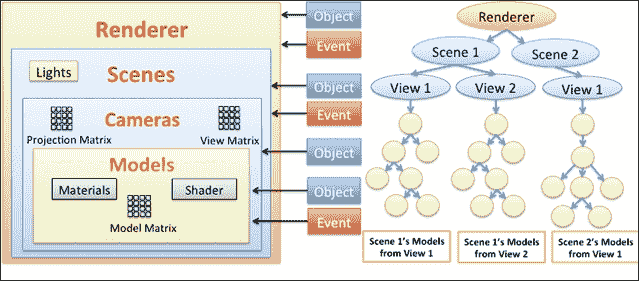 Renderer
Scenes
Lights
Cameras
Projection Matrix
View Matrix
Models
Materials
Shader
Model Matrix
Object
Event
Object
Event
Object
Object
Event
Renderer
Scene 1
Scene 2
View 1
View 2
View 1
Scene 1's Models
from View 1
Scene 1's Models
from View 2
Scene 2's Models
from View 1